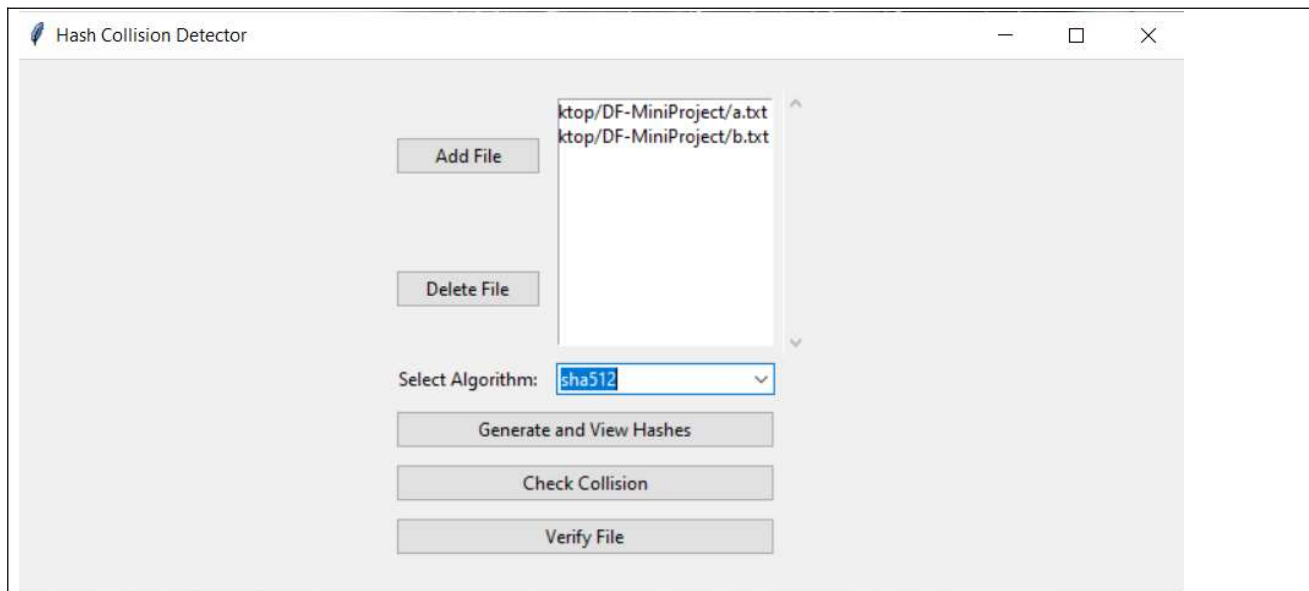 Hash Collision Detector
ktop/DF-MiniProject/a.txt
ktop/DF-MiniProject/b.txt
Add File
Delete File
Select Algorithm: sha512
Generate and View Hashes
Check Collision
Verify File